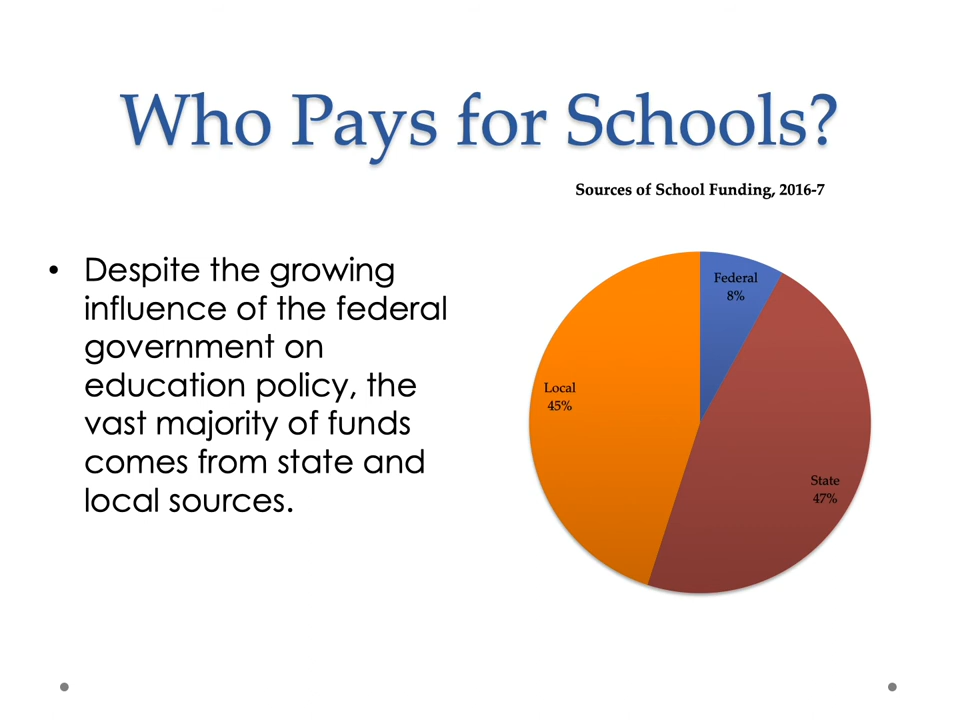 Who Pays for Schools?
Sources of School Funding, 2016-7
• Despite the growing
influence of the federal
government on
education policy, the
vast majority of funds
comes from state and
local sources.
Federal
8%
Local
45%
State
47%